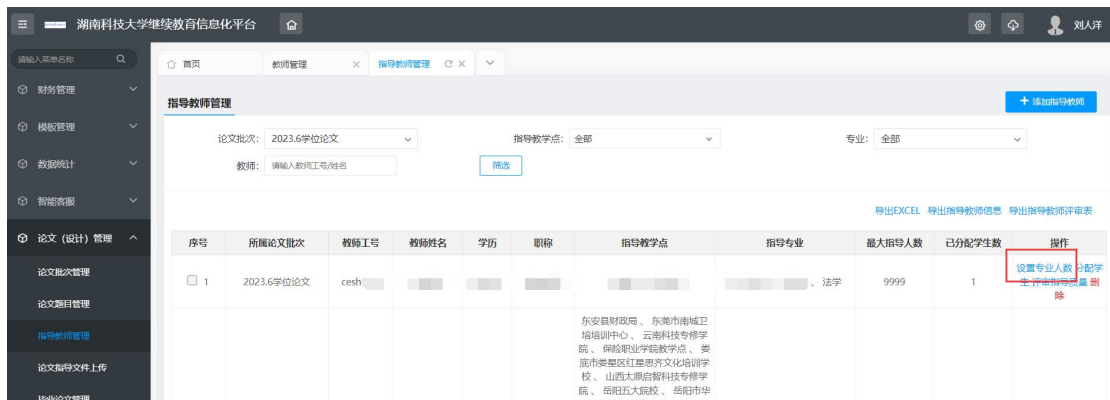 湖南科技大学继续教育信息化平台
刘人洋
请输入菜单名称
首页
教师管理
指导教师管理
财务管理
模板管理
数据统计
智能客服
论文（设计）管理
论文批次管理
论文题目管理
指导教师管理
论文指导文件上传
毕业论文管理
指导教师管理
+ 添加指导教师
论文批次: 2023.6学位论文
指导教学点: 全部
专业: 全部
教师: 请输入教师工号/姓名
筛选
导出EXCEL 导出指导教师信息 导出指导教师评审表
序号 所属论文批次 教师工号 教师姓名 学历 职称 指导教学点 指导专业 最大指导人数 已分配学生数 操作
1 2023.6学位论文 cesh 、 法学 9999 1
设置专业人数 分配学
生 评审指导质量 删
除
东安县财政局 、 东莞市南城卫
培培训中心 、 云南科技专修学
院 、 保险职业学院教学点 、 娄
底市娄星区红星思齐文化培训学
校 、 山西太原启智科技专修学
院 、 岳阳五大院校 、 岳阳市华